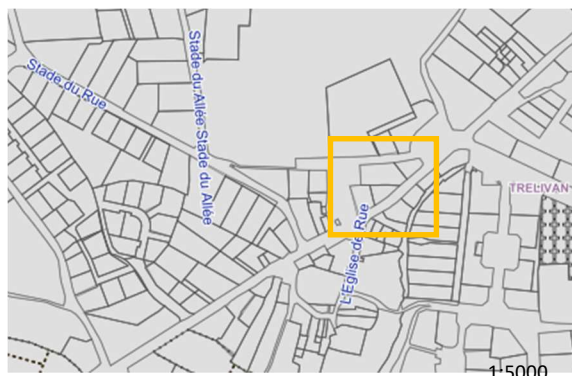 Stade du Rue
Stade du Allée Stade du Allée
L'Eglise de Rue
TRELIVAN
1:5000